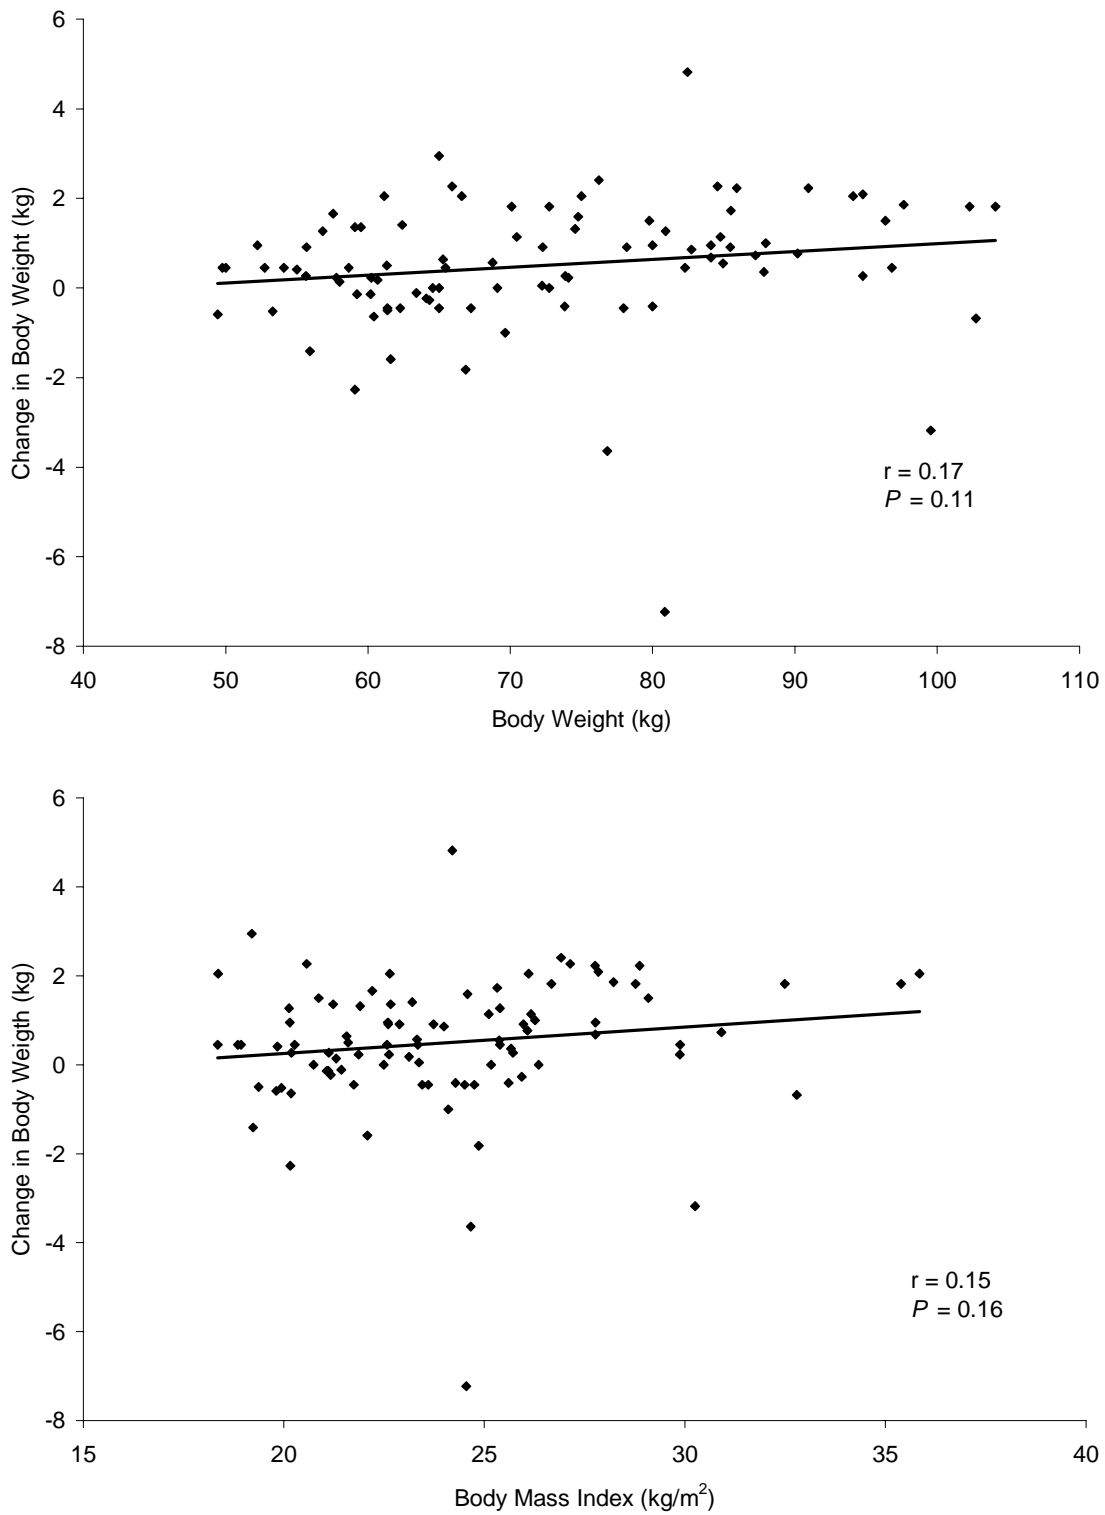 6
4
2
0
-2
-4
-6
-8
Change in Body Weight (kg)
r = 0.17
P = 0.11
40 50 60 70 80 90 100 110
Body Weight (kg)
6
4
2
0
-2
-4
-6
-8
Change in Body Weigth (kg)
r = 0.15
P = 0.16
15 20 25 30 35 40
Body Mass Index (kg/m²)